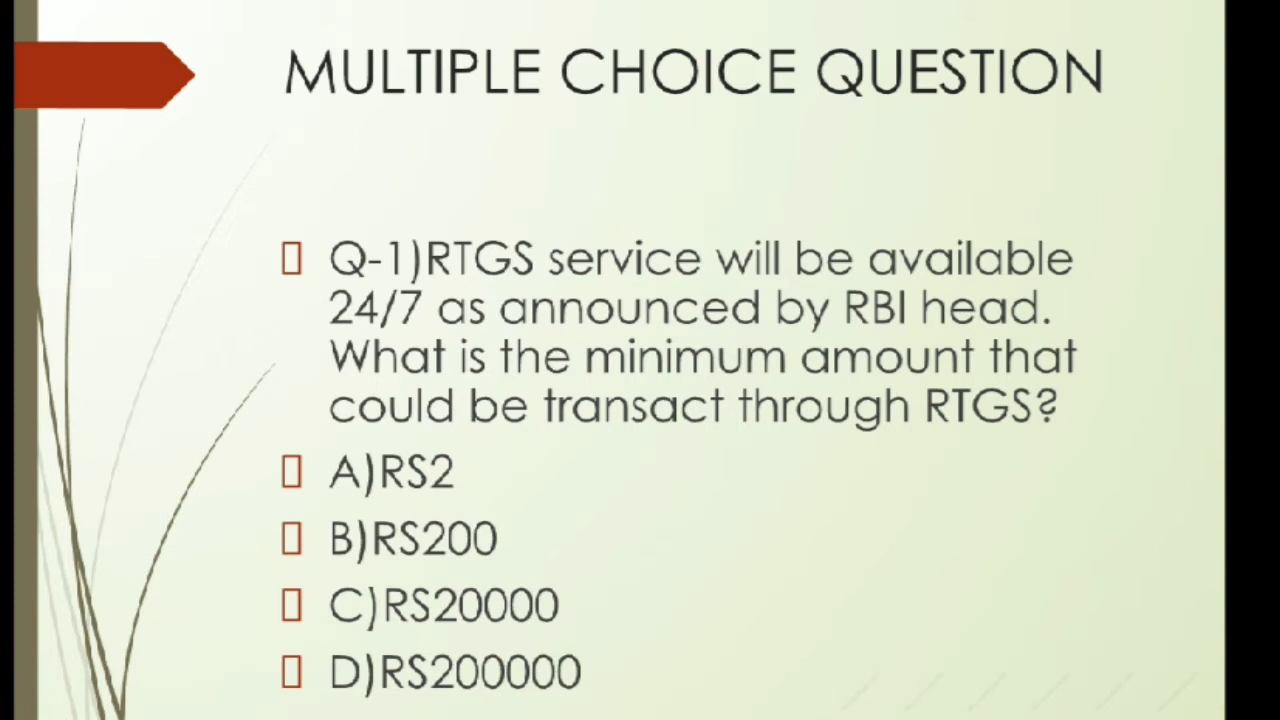 MULTIPLE CHOICE QUESTION
Q-1)RTGS service will be available
24/7 as announced by RBI head.
What is the minimum amount that
could be transact through RTGS?
A)RS2
B)RS200
C)RS20000
D)RS200000